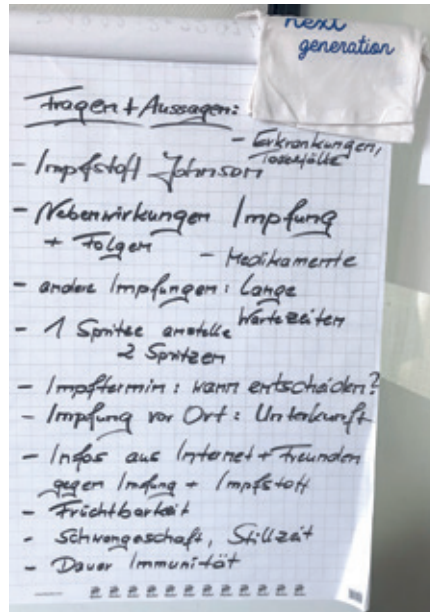 next
generation
Fragen + Aussagen:
- Erkrankungen,
Todesfälle
- Impfstoff Johnson
- Nebenwirkungen Impfung
+ Folgen
- Medikamente
- andere Impfungen: Lange
Wartezeiten
- 1 Spritze anstelle
2 Spritzen
- Impftermin: wann entscheiden?
- Impfung vor Ort: Unterkunft
- Infos aus Internet + Freunden
gegen Impfung + Impfstoff
- Früchtbarkeit
- Schwangeschaft, Stillzeit
- Dauer Immunität